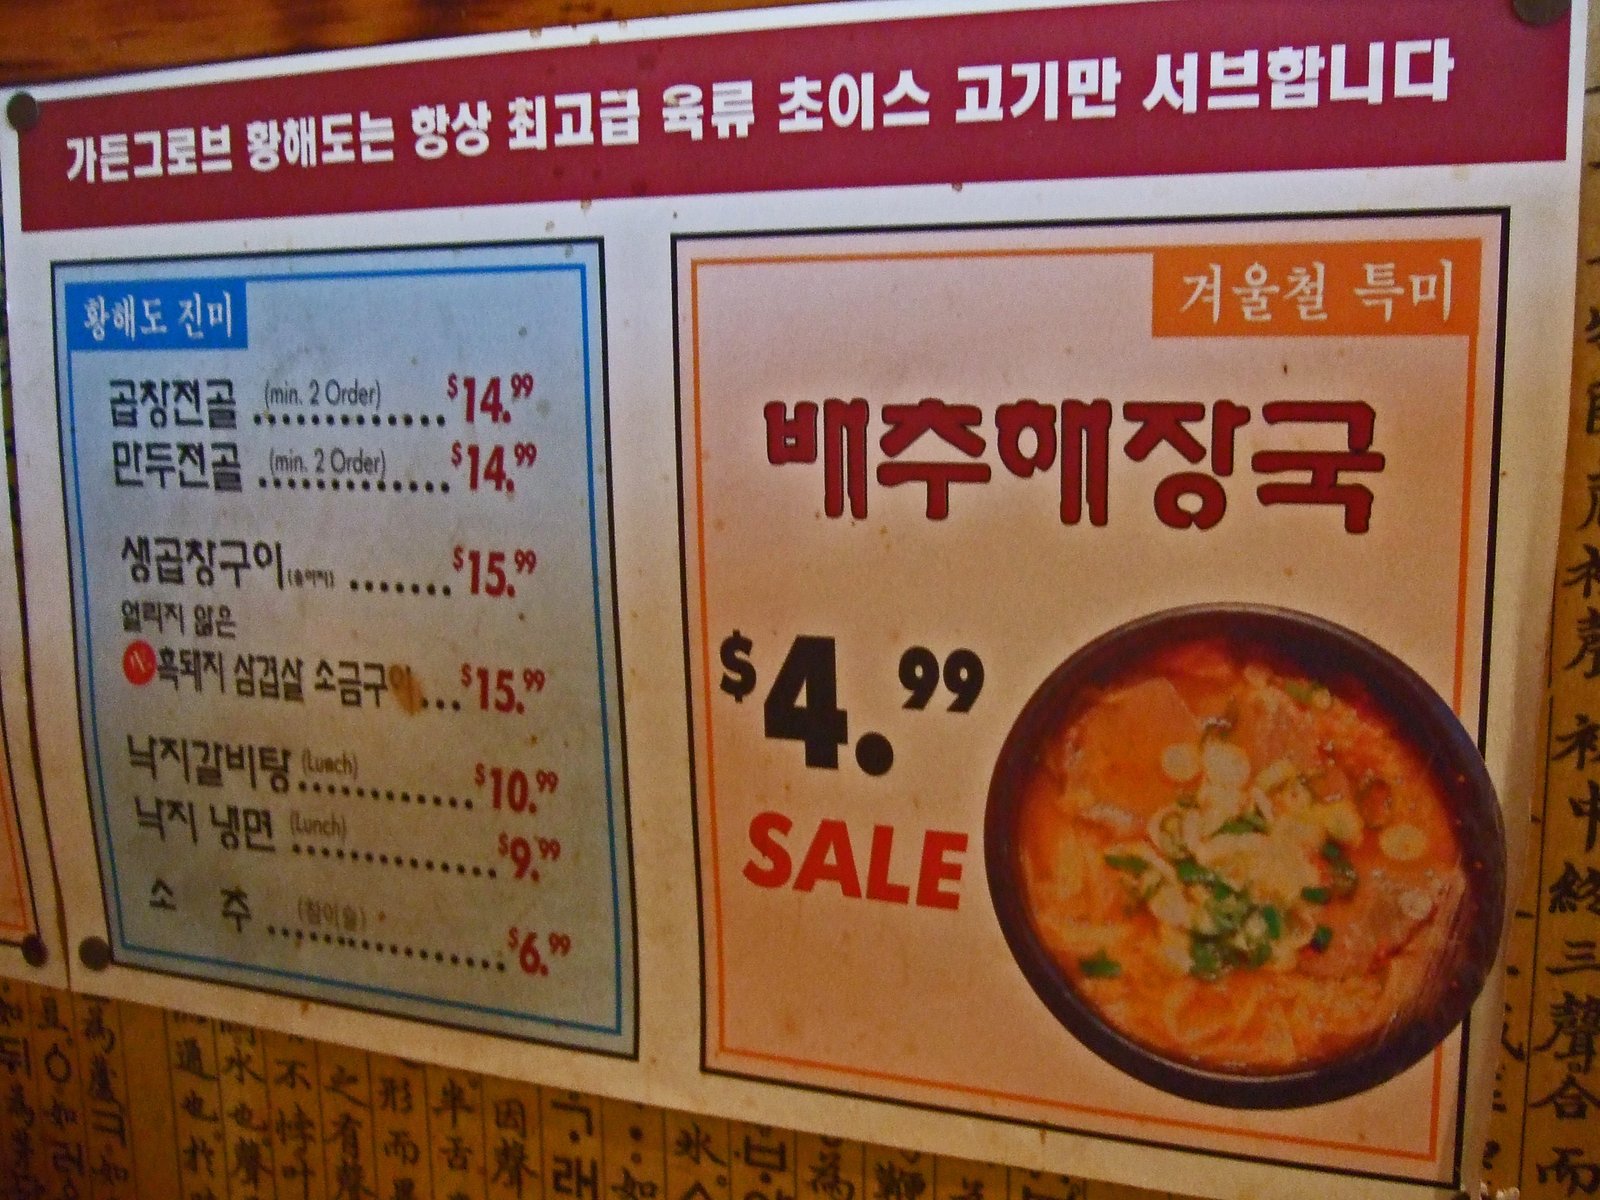 가든그로브 황해도는 항상 최고급 육류 초이스 고기만 서브합니다
황해도 진미
곱창전골 (min. 2 Order) $14.99
만두전골 (min. 2 Order) $14.99
생곱창구이 $15.99
얼리지 않은
흑돼지 삼겹살 소금구이 $15.99
낙지갈비탕 (Lunch) $10.99
낙지 냉면 (Lunch) $9.99
소 주 (참이슬) $6.99
겨울철 특미
배추해장국
$4.99
SALE